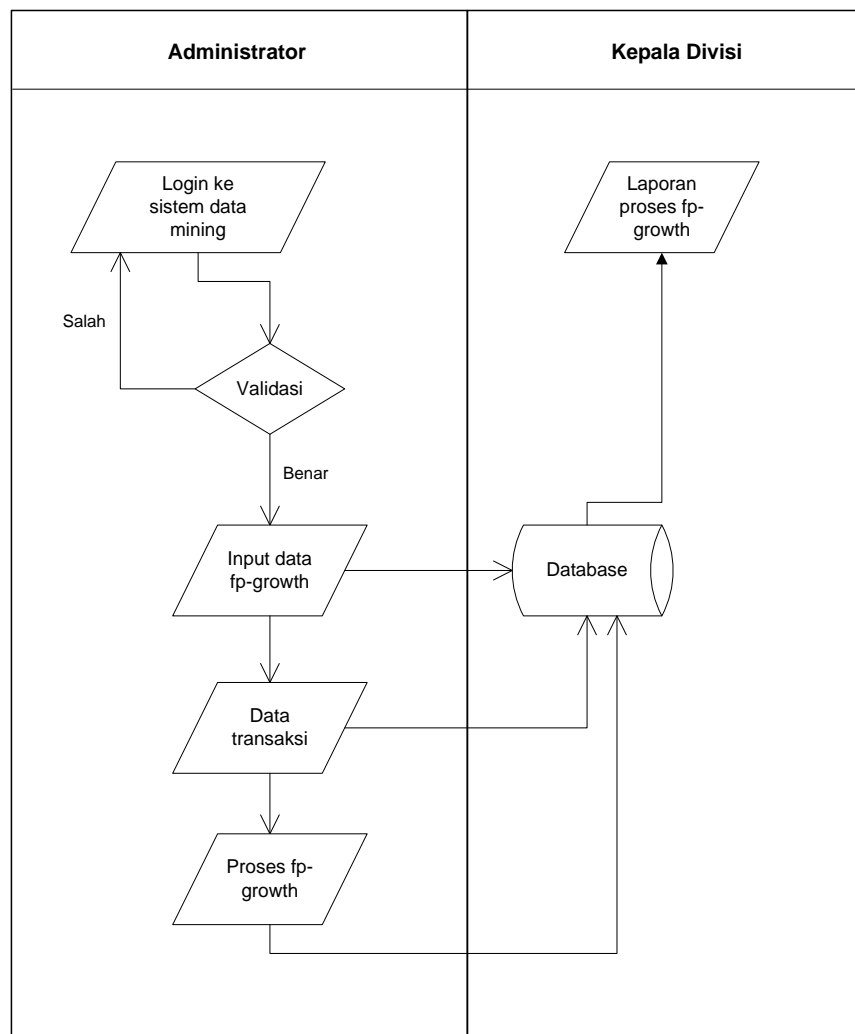 Administrator
Kepala Divisi
Login ke
sistem data
mining
Laporan
proses fp-
growth
Salah
Validasi
Benar
Input data
fp-growth
Database
Data
transaksi
Proses fp-
growth